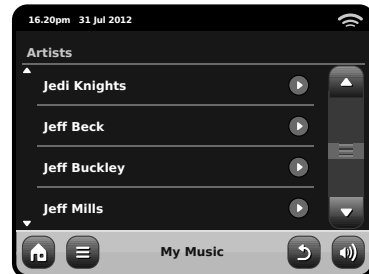 16.20pm 31 Jul 2012
Artists
Jedi Knights
Jeff Beck
Jeff Buckley
Jeff Mills
My Music